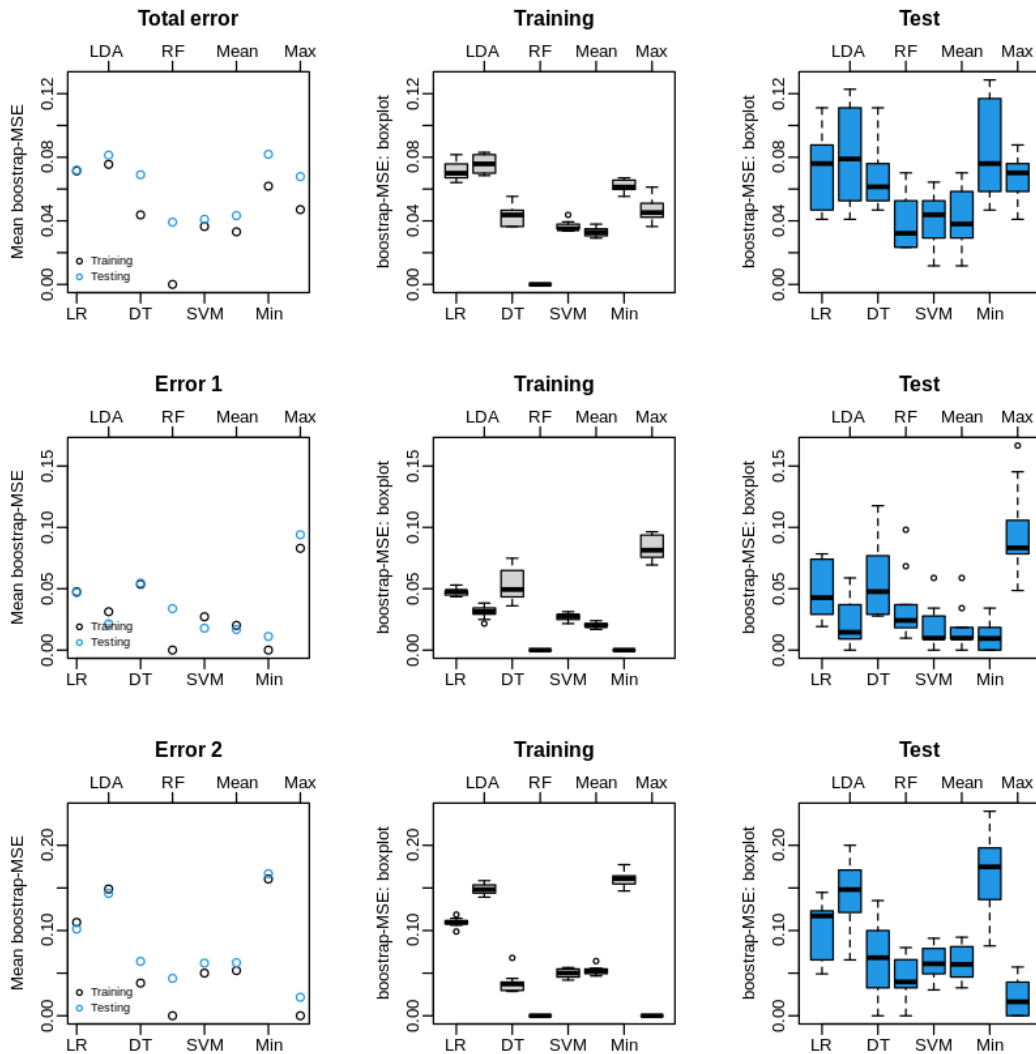 Total error
LDA RF Mean Max
Mean boostrap-MSE
0.00 0.04 0.08 0.12
Training
Testing
LR DT SVM Min
Training
LDA RF Mean Max
boostrap-MSE: boxplot
0.00 0.04 0.08 0.12
LR DT SVM Min
Test
LDA RF Mean Max
boostrap-MSE: boxplot
0.00 0.04 0.08 0.12
LR DT SVM Min
Error 1
LDA RF Mean Max
Mean boostrap-MSE
0.00 0.05 0.10 0.15
Training
Testing
LR DT SVM Min
Training
LDA RF Mean Max
boostrap-MSE: boxplot
0.00 0.05 0.10 0.15
LR DT SVM Min
Test
LDA RF Mean Max
boostrap-MSE: boxplot
0.00 0.05 0.10 0.15
LR DT SVM Min
Error 2
LDA RF Mean Max
Mean boostrap-MSE
0.00 0.10 0.20
Training
Testing
LR DT SVM Min
Training
LDA RF Mean Max
boostrap-MSE: boxplot
0.00 0.10 0.20
LR DT SVM Min
Test
LDA RF Mean Max
boostrap-MSE: boxplot
0.00 0.10 0.20
LR DT SVM Min